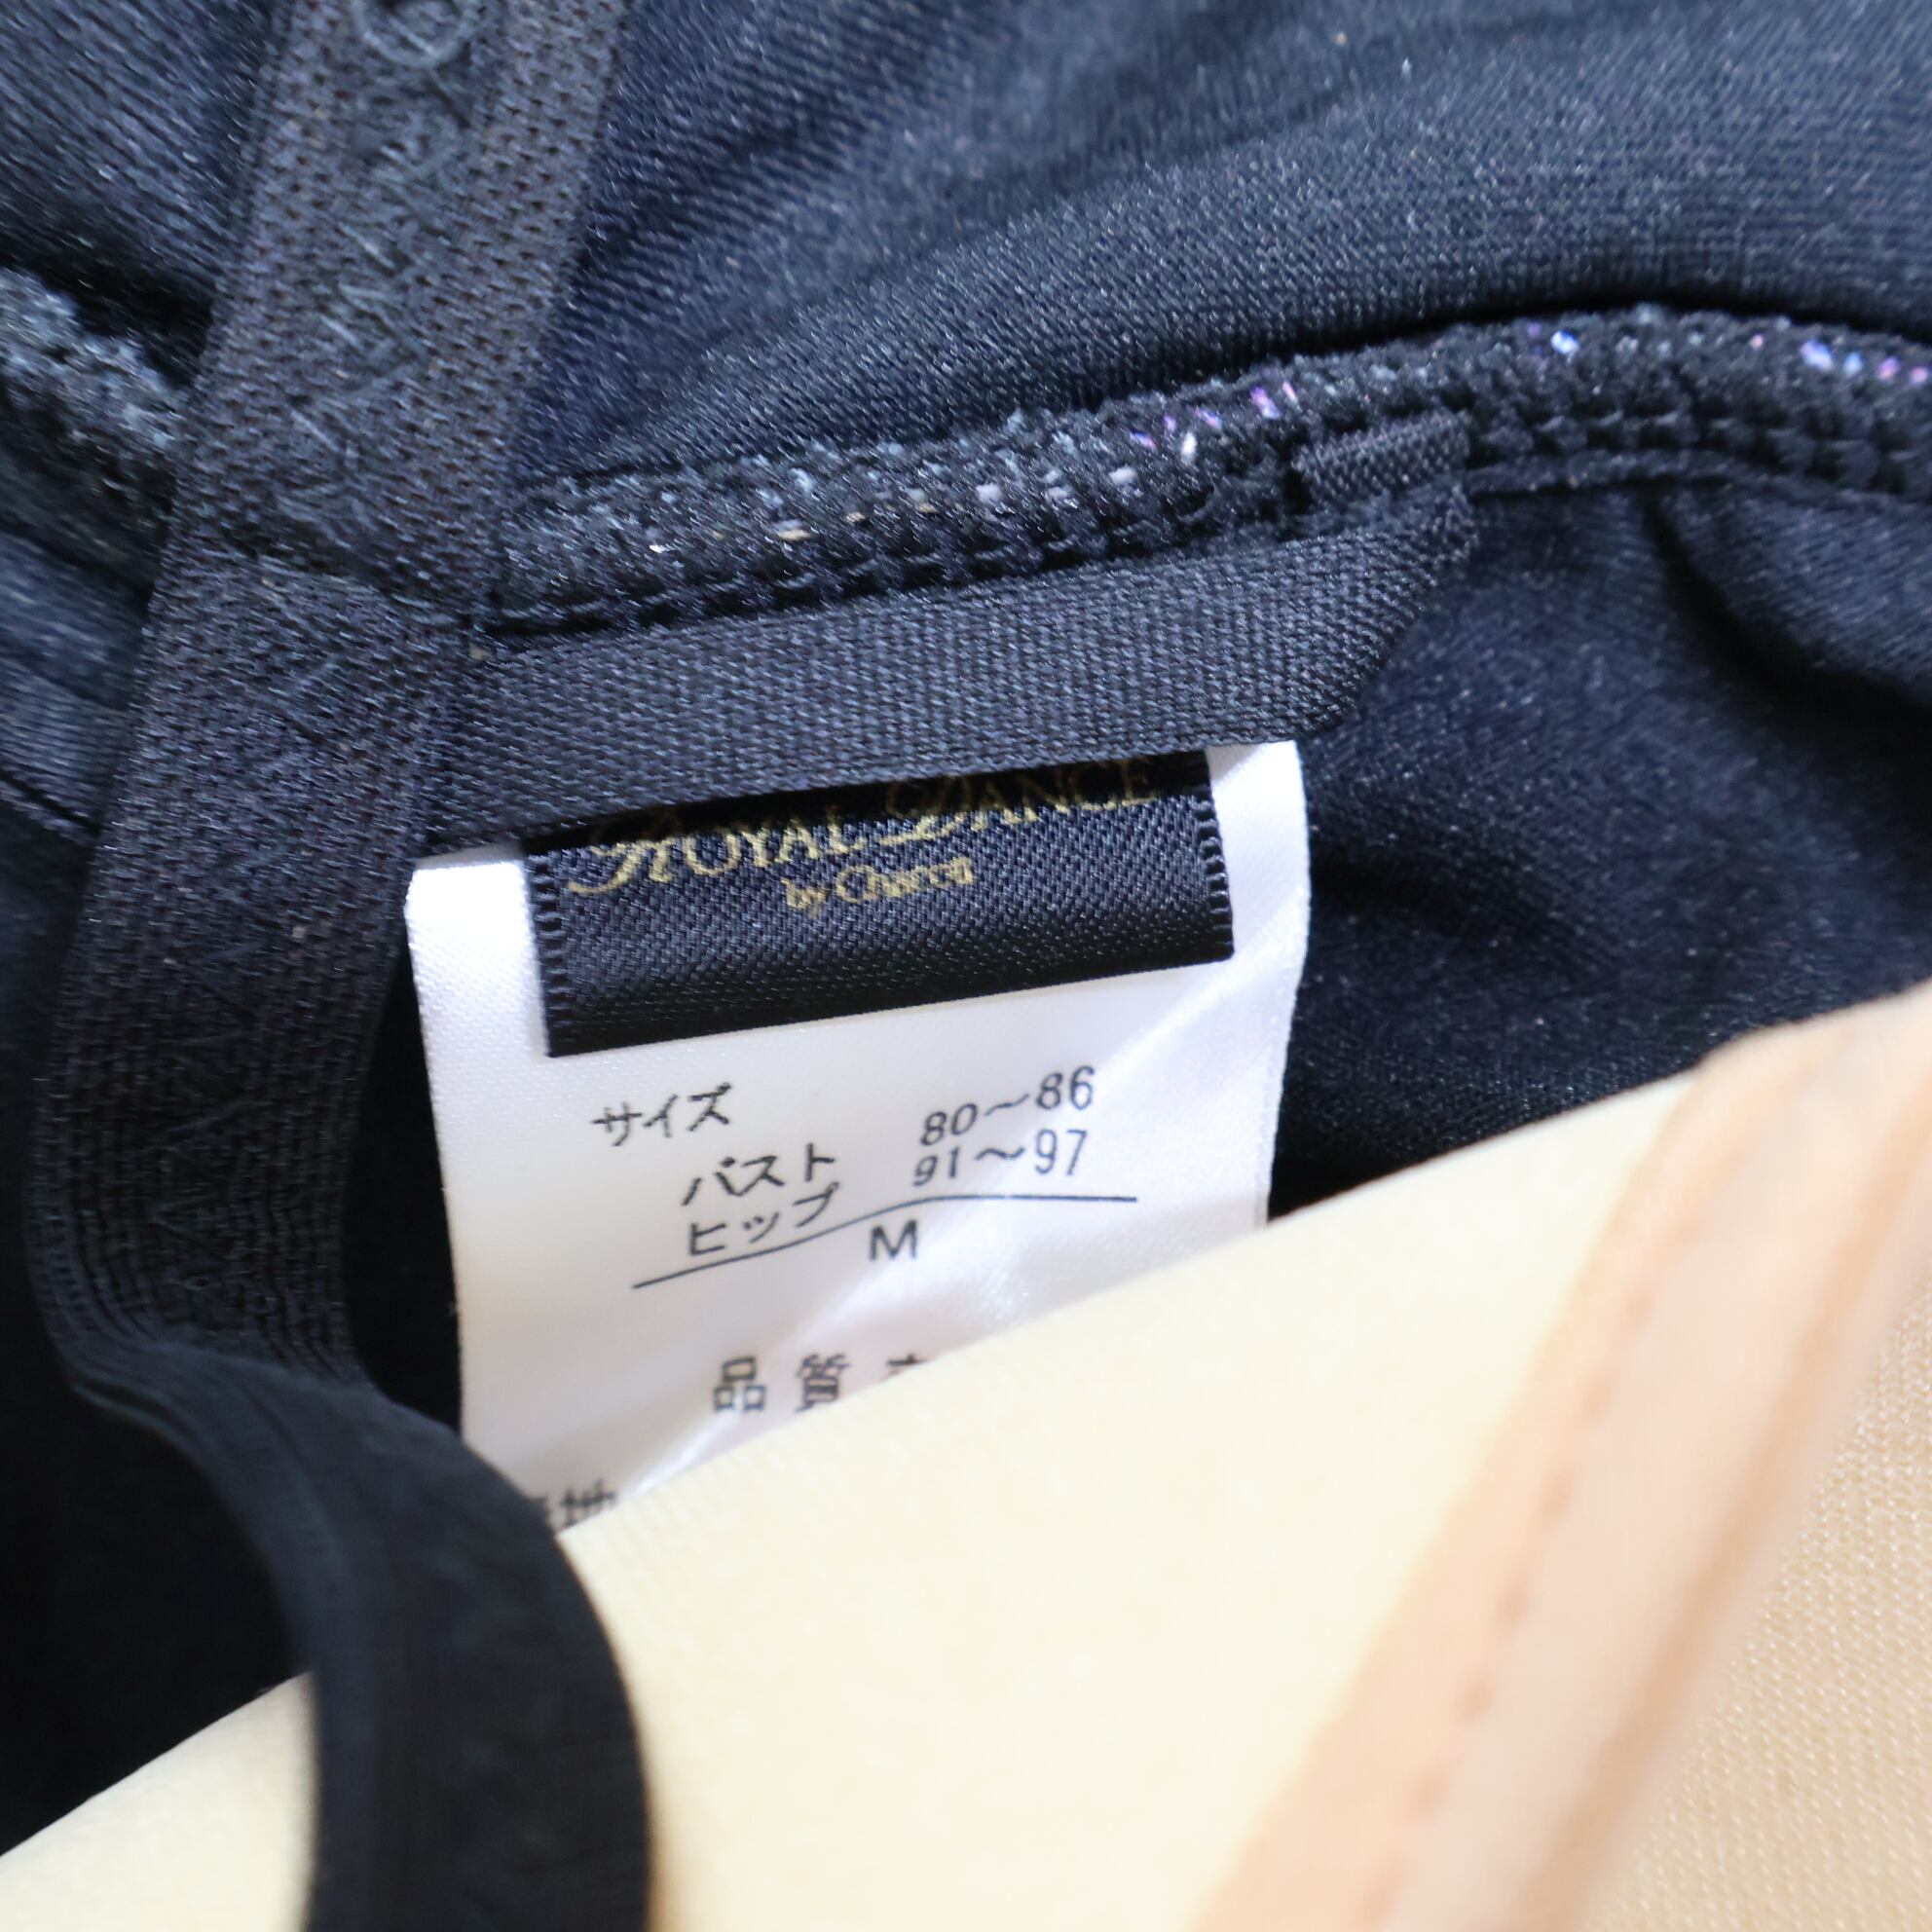 ROYAL DANCE
by Chacott
サイズ
バスト 80～86
ヒップ 91～97
M
品質